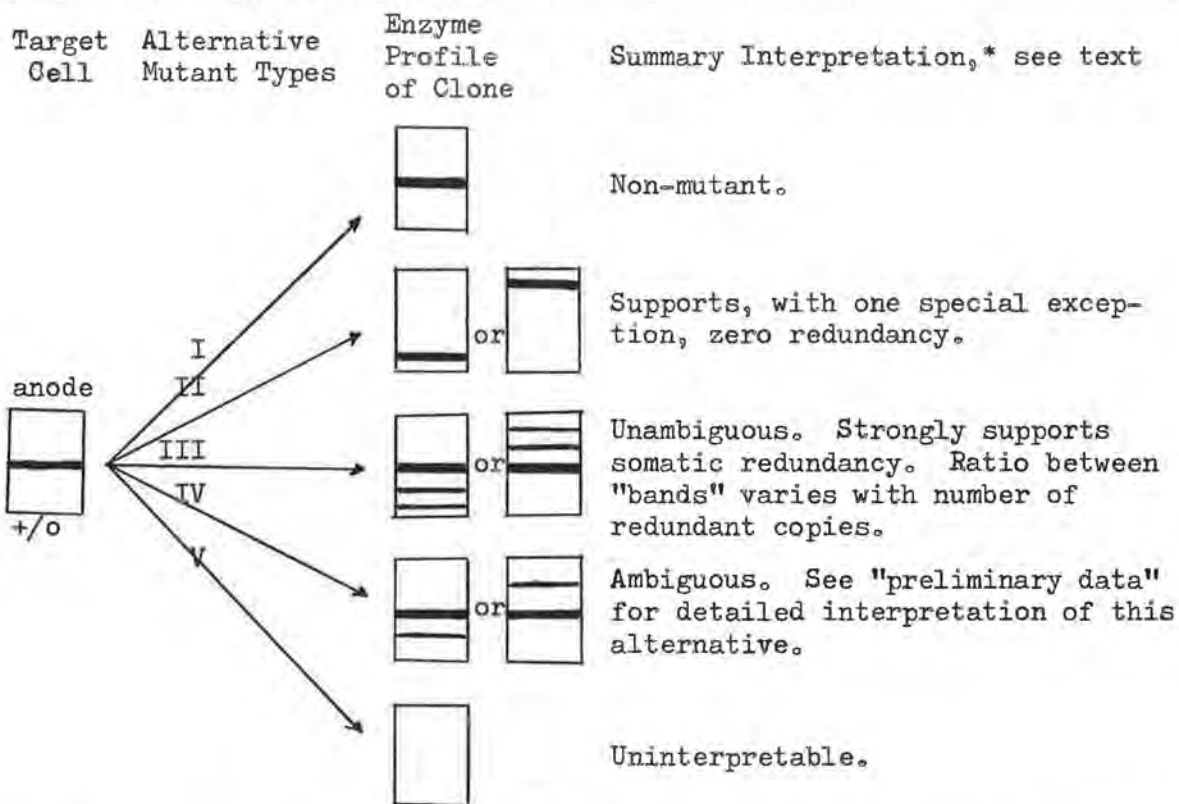 Target Cell
Alternative Mutant Types
Enzyme Profile of Clone
Summary Interpretation,* see text
Non-mutant.
or
Supports, with one special excep-
tion, zero redundancy.
I
II
III
IV
V
anode
+/o
or
Unambiguous. Strongly supports
somatic redundancy. Ratio between
"bands" varies with number of
redundant copies.
or
Ambiguous. See "preliminary data"
for detailed interpretation of this
alternative.
Uninterpretable.